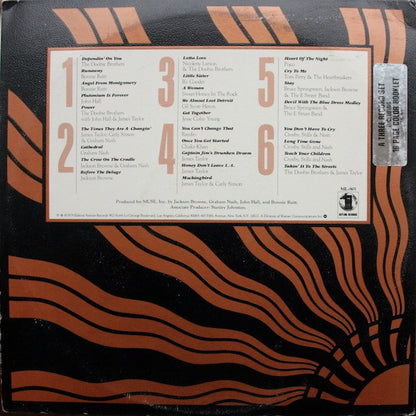 1
Dependin' On You
The Doobie Brothers
Runaway
Bonnie Raitt
Angel From Montgomery
Bonnie Raitt
Plutonium Is Forever
John Hall
Power
The Doobie Brothers
with John Hall & James Taylor
2
The Times They Are A-Changin'
James Taylor, Carly Simon
& Graham Nash
Cathedral
Graham Nash
The Crow On The Cradle
Jackson Browne & Graham Nash
Before The Deluge
Jackson Browne
3
Lotta Love
Nicolette Larson
& The Doobie Brothers
Little Sister
Ry Cooder
A Woman
Sweet Honey In The Rock
We Almost Lost Detroit
Gil Scott-Heron
Get Together
Jesse Colin Young
4
You Can't Change That
Raydio
Once You Get Started
Chaka Khan
Captain Jim's Drunken Dream
James Taylor
Honey Don't Leave L.A.
James Taylor
Mockingbird
James Taylor & Carly Simon
5
Heart Of The Night
Poco
Cry To Me
Tom Petty & The Heartbreakers
Stay
Bruce Springsteen, Jackson Browne
& The E Street Band
Devil With The Blue Dress Medley
Bruce Springsteen
& The E Street Band
6
You Don't Have To Cry
Crosby, Stills & Nash
Long Time Gone
Crosby, Stills and Nash
Teach Your Children
Crosby, Stills and Nash
Takin' It To The Streets
The Doobie Brothers
A THREE RECORD SET
PAGE COLOR BOOKLET
ML-801
Produced by MUSE, Inc. by Jackson Browne, Graham Nash, John Hall, and Bonnie Raitt.
Associate Producer: Stanley Johnston.